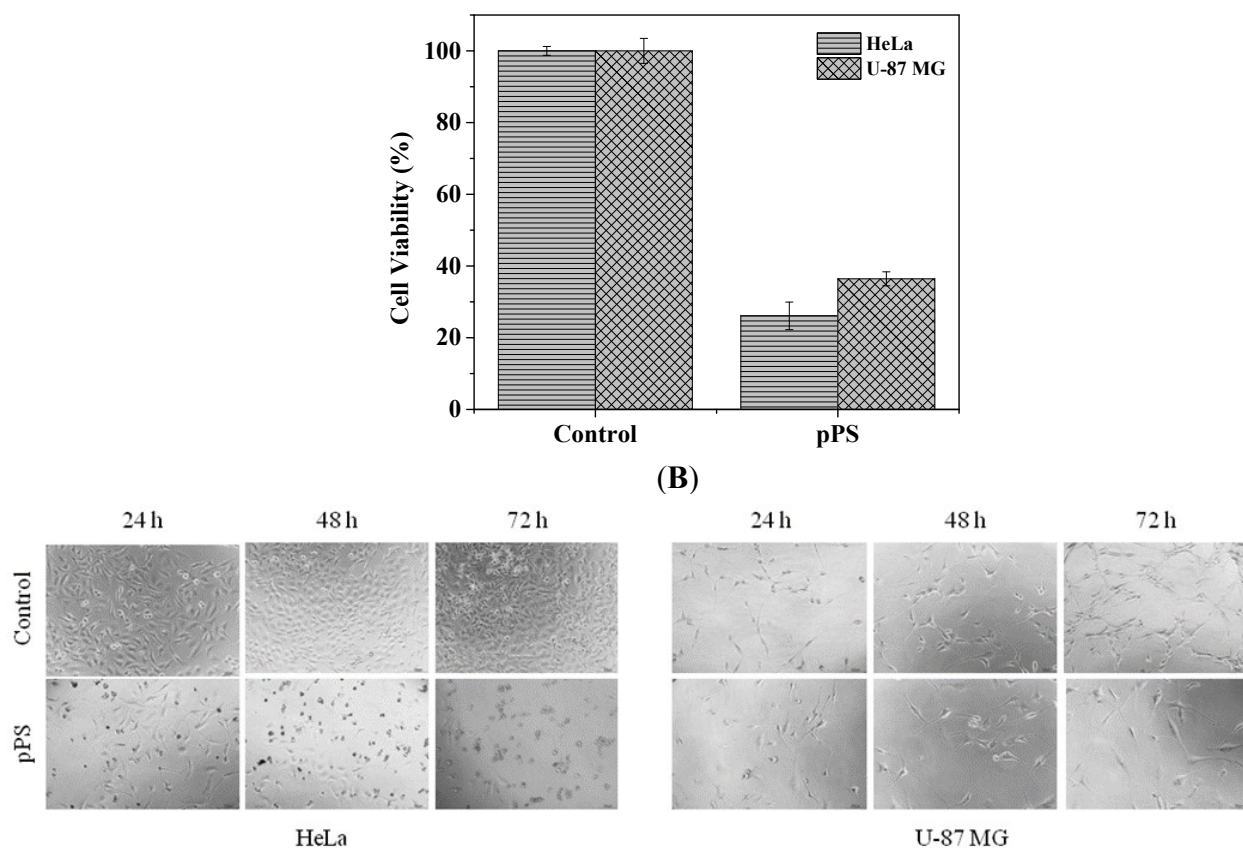 Cell Viability (%)
100
80
60
40
20
0
HeLa
U-87 MG
Control
pPS
(B)
24 h
48 h
72 h
24 h
48 h
72 h
Control
pPS
HeLa
U-87 MG